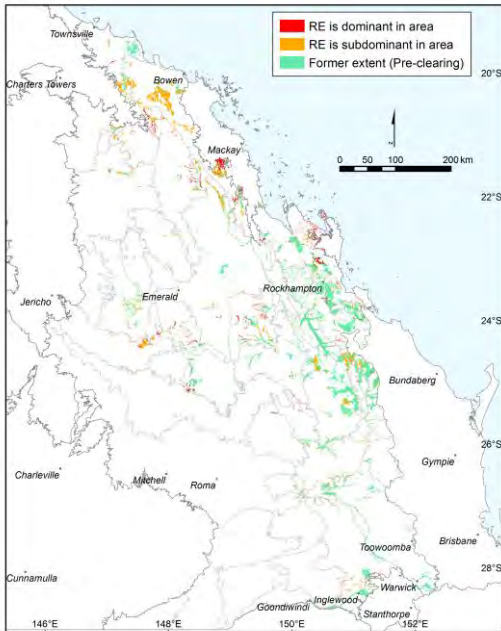 RE is dominant in area
RE is subdominant in area
Former extent (Pre-clearing)
Townsville
20°S
Charters Towers
Bowen
Mackay
0 50 100 200 km
22°S
Jericho
Emerald
Rockhampton
24°S
Bundaberg
26°S
Charleville
Mitchell
Roma
Gympie
Toowoomba
Brisbane
28°S
Cunnamulla
Warwick
Inglewood
Goondiwindi
Stanthorpe
146°E
148°E
150°E
152°E